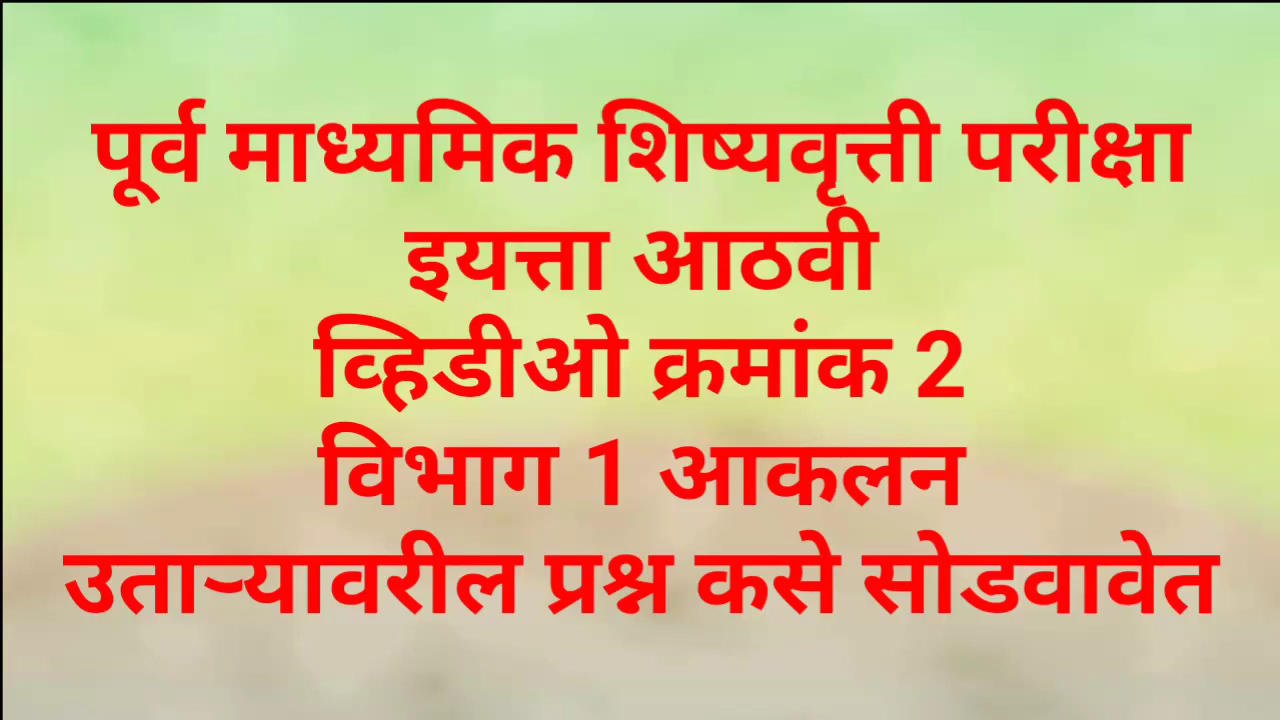 पूर्व माध्यमिक शिष्यवृत्ती परीक्षा
इयत्ता आठवी
व्हिडीओ क्रमांक 2
विभाग 1 आकलन
उताऱ्यावरील प्रश्न कसे सोडवावेत